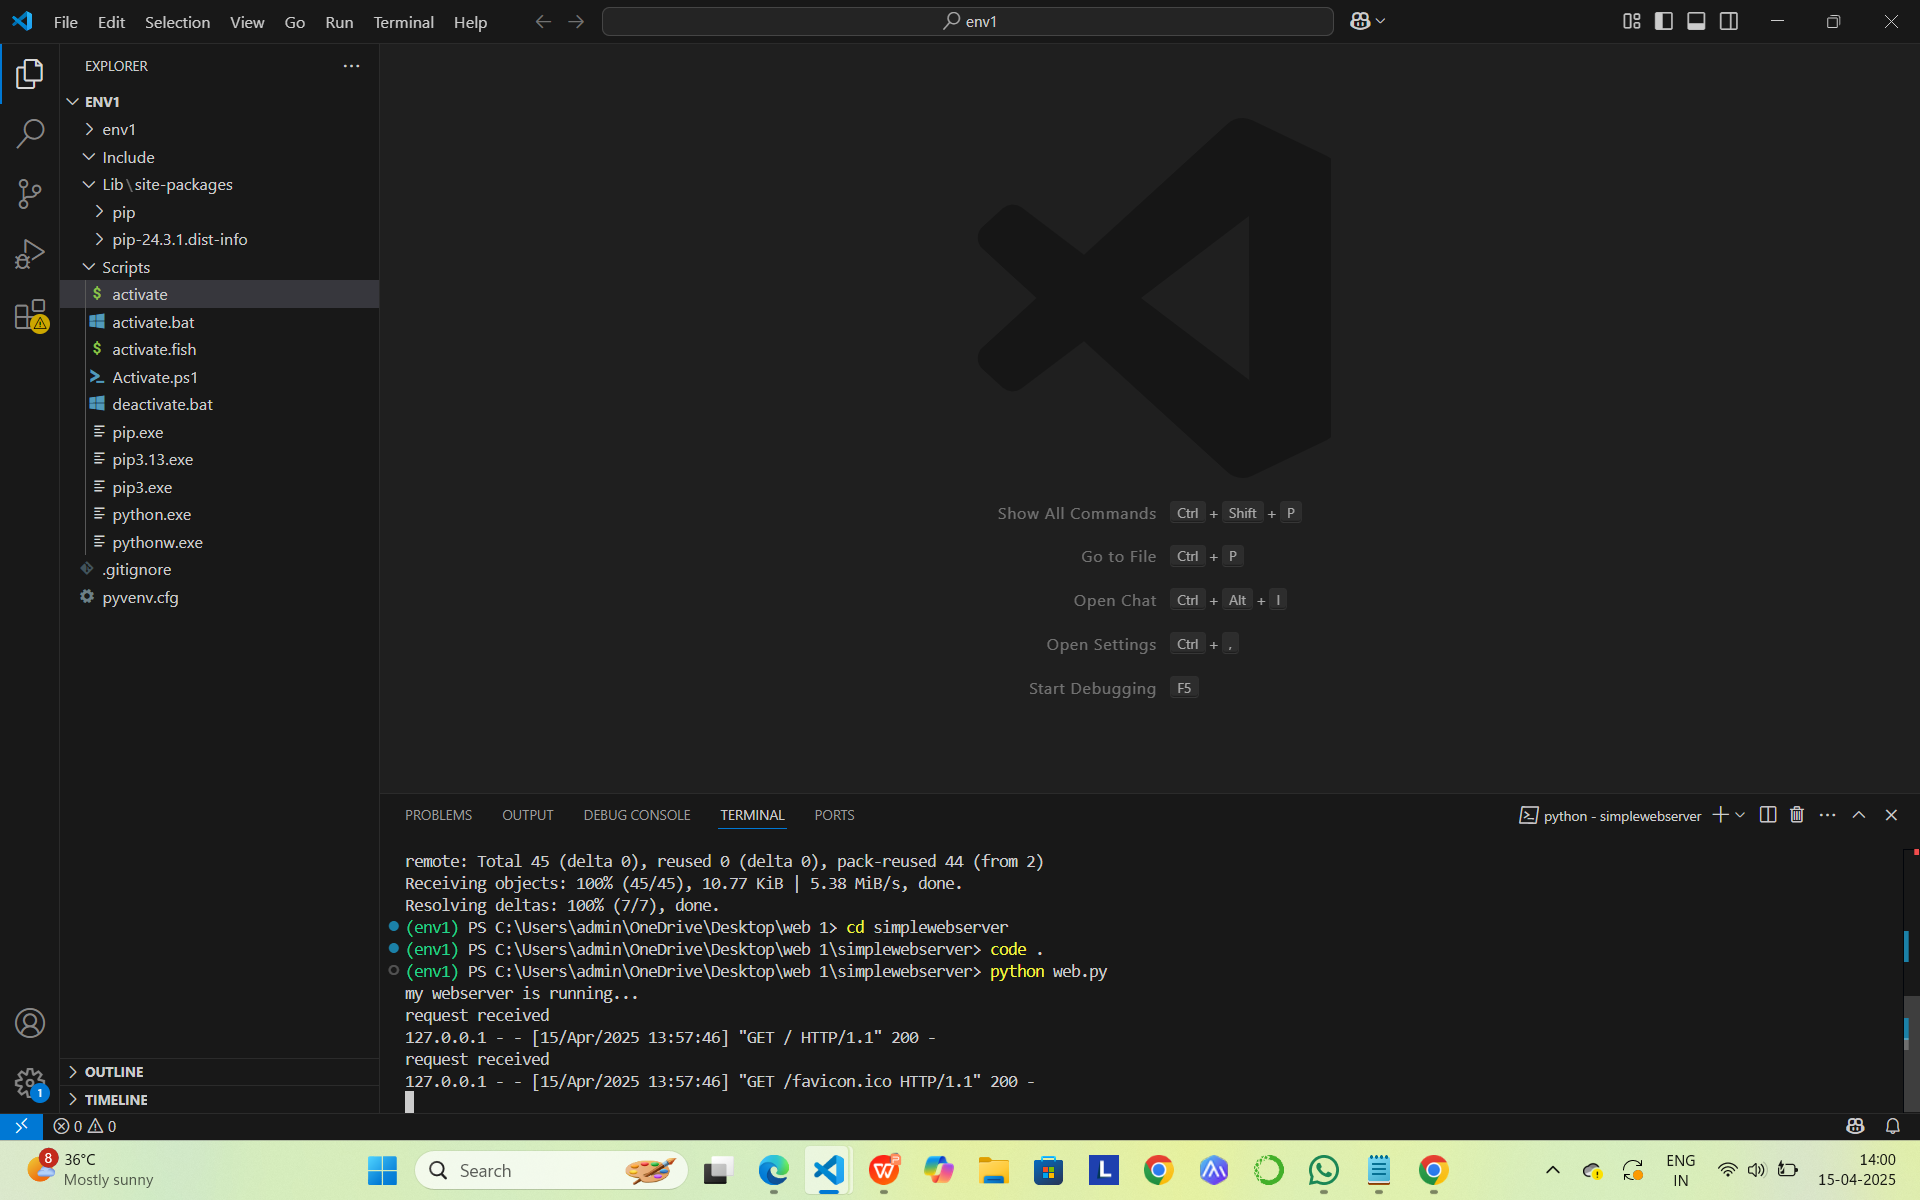 File Edit Selection View Go Run Terminal Help
env1
EXPLORER
ENV1
env1
Include
Lib\site-packages
pip
pip-24.3.1.dist-info
Scripts
$ activate
activate.bat
$ activate.fish
Activate.ps1
deactivate.bat
pip.exe
pip3.13.exe
pip3.exe
python.exe
pythonw.exe
.gitignore
pyvenv.cfg
OUTLINE
TIMELINE
Show All Commands Ctrl + Shift + P
Go to File Ctrl + P
Open Chat Ctrl + Alt + I
Open Settings Ctrl + ,
Start Debugging F5
PROBLEMS OUTPUT DEBUG CONSOLE TERMINAL PORTS
python - simplewebserver
remote: Total 45 (delta 0), reused 0 (delta 0), pack-reused 44 (from 2)
Receiving objects: 100% (45/45), 10.77 KiB | 5.38 MiB/s, done.
Resolving deltas: 100% (7/7), done.
(env1) PS C:\Users\admin\OneDrive\Desktop\web 1> cd simplewebserver
(env1) PS C:\Users\admin\OneDrive\Desktop\web 1\simplewebserver> code .
(env1) PS C:\Users\admin\OneDrive\Desktop\web 1\simplewebserver> python web.py
my webserver is running...
request received
127.0.0.1 - - [15/Apr/2025 13:57:46] "GET / HTTP/1.1" 200 -
request received
127.0.0.1 - - [15/Apr/2025 13:57:46] "GET /favicon.ico HTTP/1.1" 200 -
1
0 0
8
36°C
Mostly sunny
Search
L
ENG
IN
14:00
15-04-2025